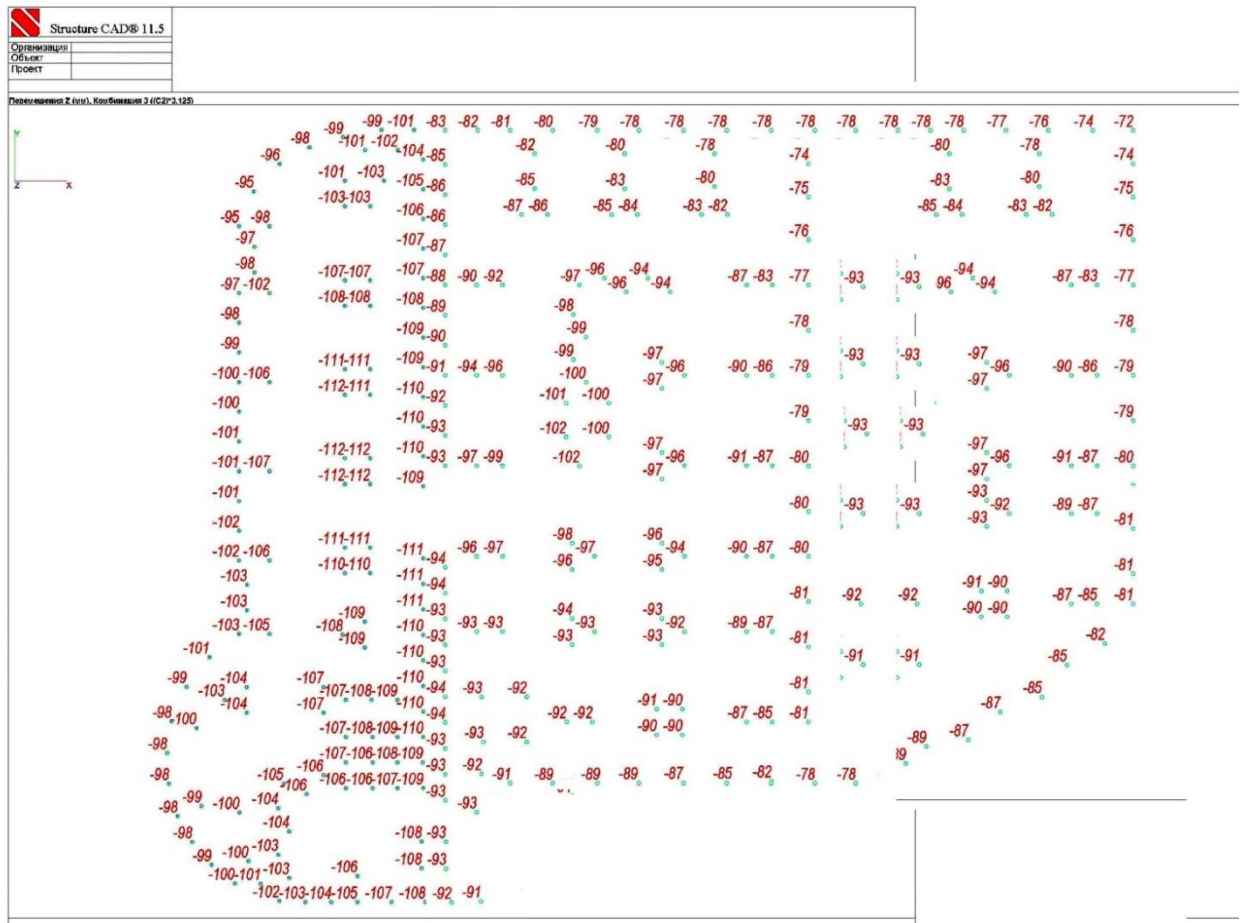 Structure CAD® 11.5
Организация
Объект
Проект
Перемещения Z (мм). Комбинация 3 ((C2)*3.125)
Y
Z X
-99 -101 -83 -82 -81 -80 -79 -78 -78 -78 -78 -78 -78 -78 -78 -77 -76 -74 -72
-98 -99 -101 -102 -104 -82 -80 -78 -80 -78
-96 -85 -74 -74
-95 -101 -103 -105 -86 -85 -83 -80 -75 -83 -80 -75
-103 -103 -106 -86 -87 -86 -85 -84 -83 -82 -85 -84 -83 -82
-95 -98
-97 -107 -87 -76 -76
-98 -107 -107 -107 -88 -90 -92 -97 -96 -94 -87 -83 -77 -93 -93 -94 -87 -83 -77
-97 -102 -96 -94 96 -94
-98 -108 -108 -108 -89 -98
-109 -90 -99 -78 -78
-99 -111 -111 -109 -91 -94 -96 -99 -97 -96 -90 -86 -79 -93 -93 -97 -96 -90 -86 -79
-100 -106 -100 -97 -97
-112 -111 -110 -92 -101 -100
-100 -110 -93 -79 -93 -93 -79
-101 -102 -100
-101 -107 -112 -112 -110 -93 -97 -99 -102 -97 -96 -91 -87 -80 -97 -96 -91 -87 -80
-97 -97
-101 -112 -112 -109 -93
-102 -80 -93 -93 -93 -92 -89 -87 -81
-102 -106 -111 -111 -111 -94 -96 -97 -98 -97 -96 -94 -90 -87 -80
-110 -110 -96 -95 -81
-103 -111 -94 -91 -90
-103 -111 -93 -94 -93 -81 -92 -92 -90 -90 -87 -85 -81
-103 -105 -108 -109 -110 -93 -93 -93 -93 -92 -89 -87 -81 -82
-109 -93 -93
-101 -110 -93 -91 -91 -85
-99 -104 -107 -110 -94 -93 -92 -81 -85
-103 -107 -108 -109
-104 -107 -110 -94 -92 -92 -91 -90 -87 -85 -81 -87
-98 -100
-98 -107 -108 -109 -110 -93 -93 -92 -90 -90 -89 -87
-107 -106 -108 -109 -93 -92
-98 -105 -106 -106 -106 -107 -109 -91 -89 -89 -89 -87 -85 -82 -78 -78
-106
-98 -99 -100 -104 -93 -93
-98 -104 -108 -93
-99 -100 -103 -108 -93
-100 -101 -103 -106
-102 -103 -104 -105 -107 -108 -92 -91